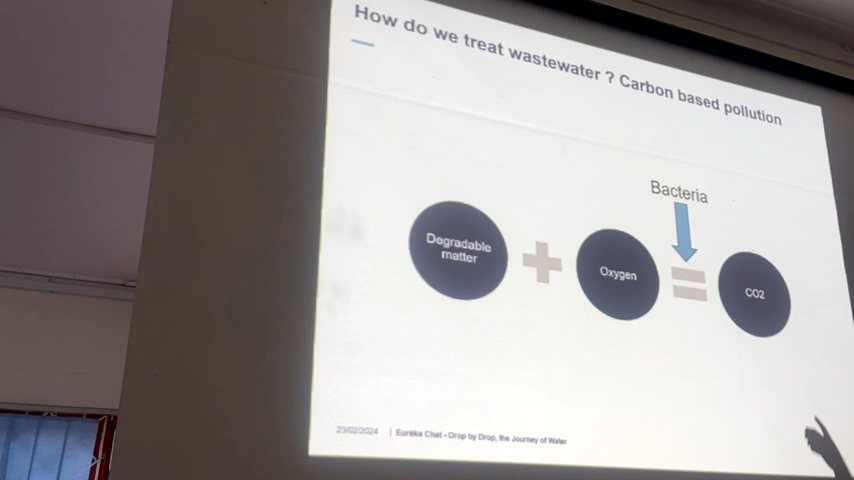 How do we treat wastewater ? Carbon based pollution
Bacteria
Degradable
matter
Oxygen
CO2
23/02/2024 | Eurêka Chat - Drop by Drop, the Journey of Water